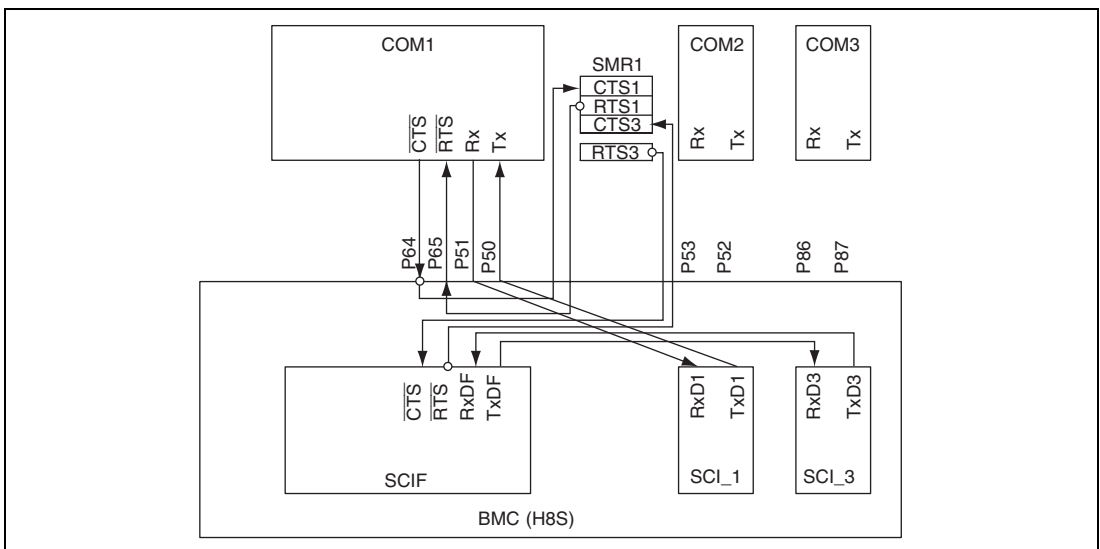 COM1
COM2
COM3
SMR1
CTS1
RTS1
CTS3
RTS3
CTS
RTS
Rx
Tx
Rx
Tx
Rx
Tx
P64
P65
P51
P50
P53
P52
P86
P87
CTS
RTS
RxDF
TxDF
RxD1
TxD1
RxD3
TxD3
SCIF
SCI_1
SCI_3
BMC (H8S)